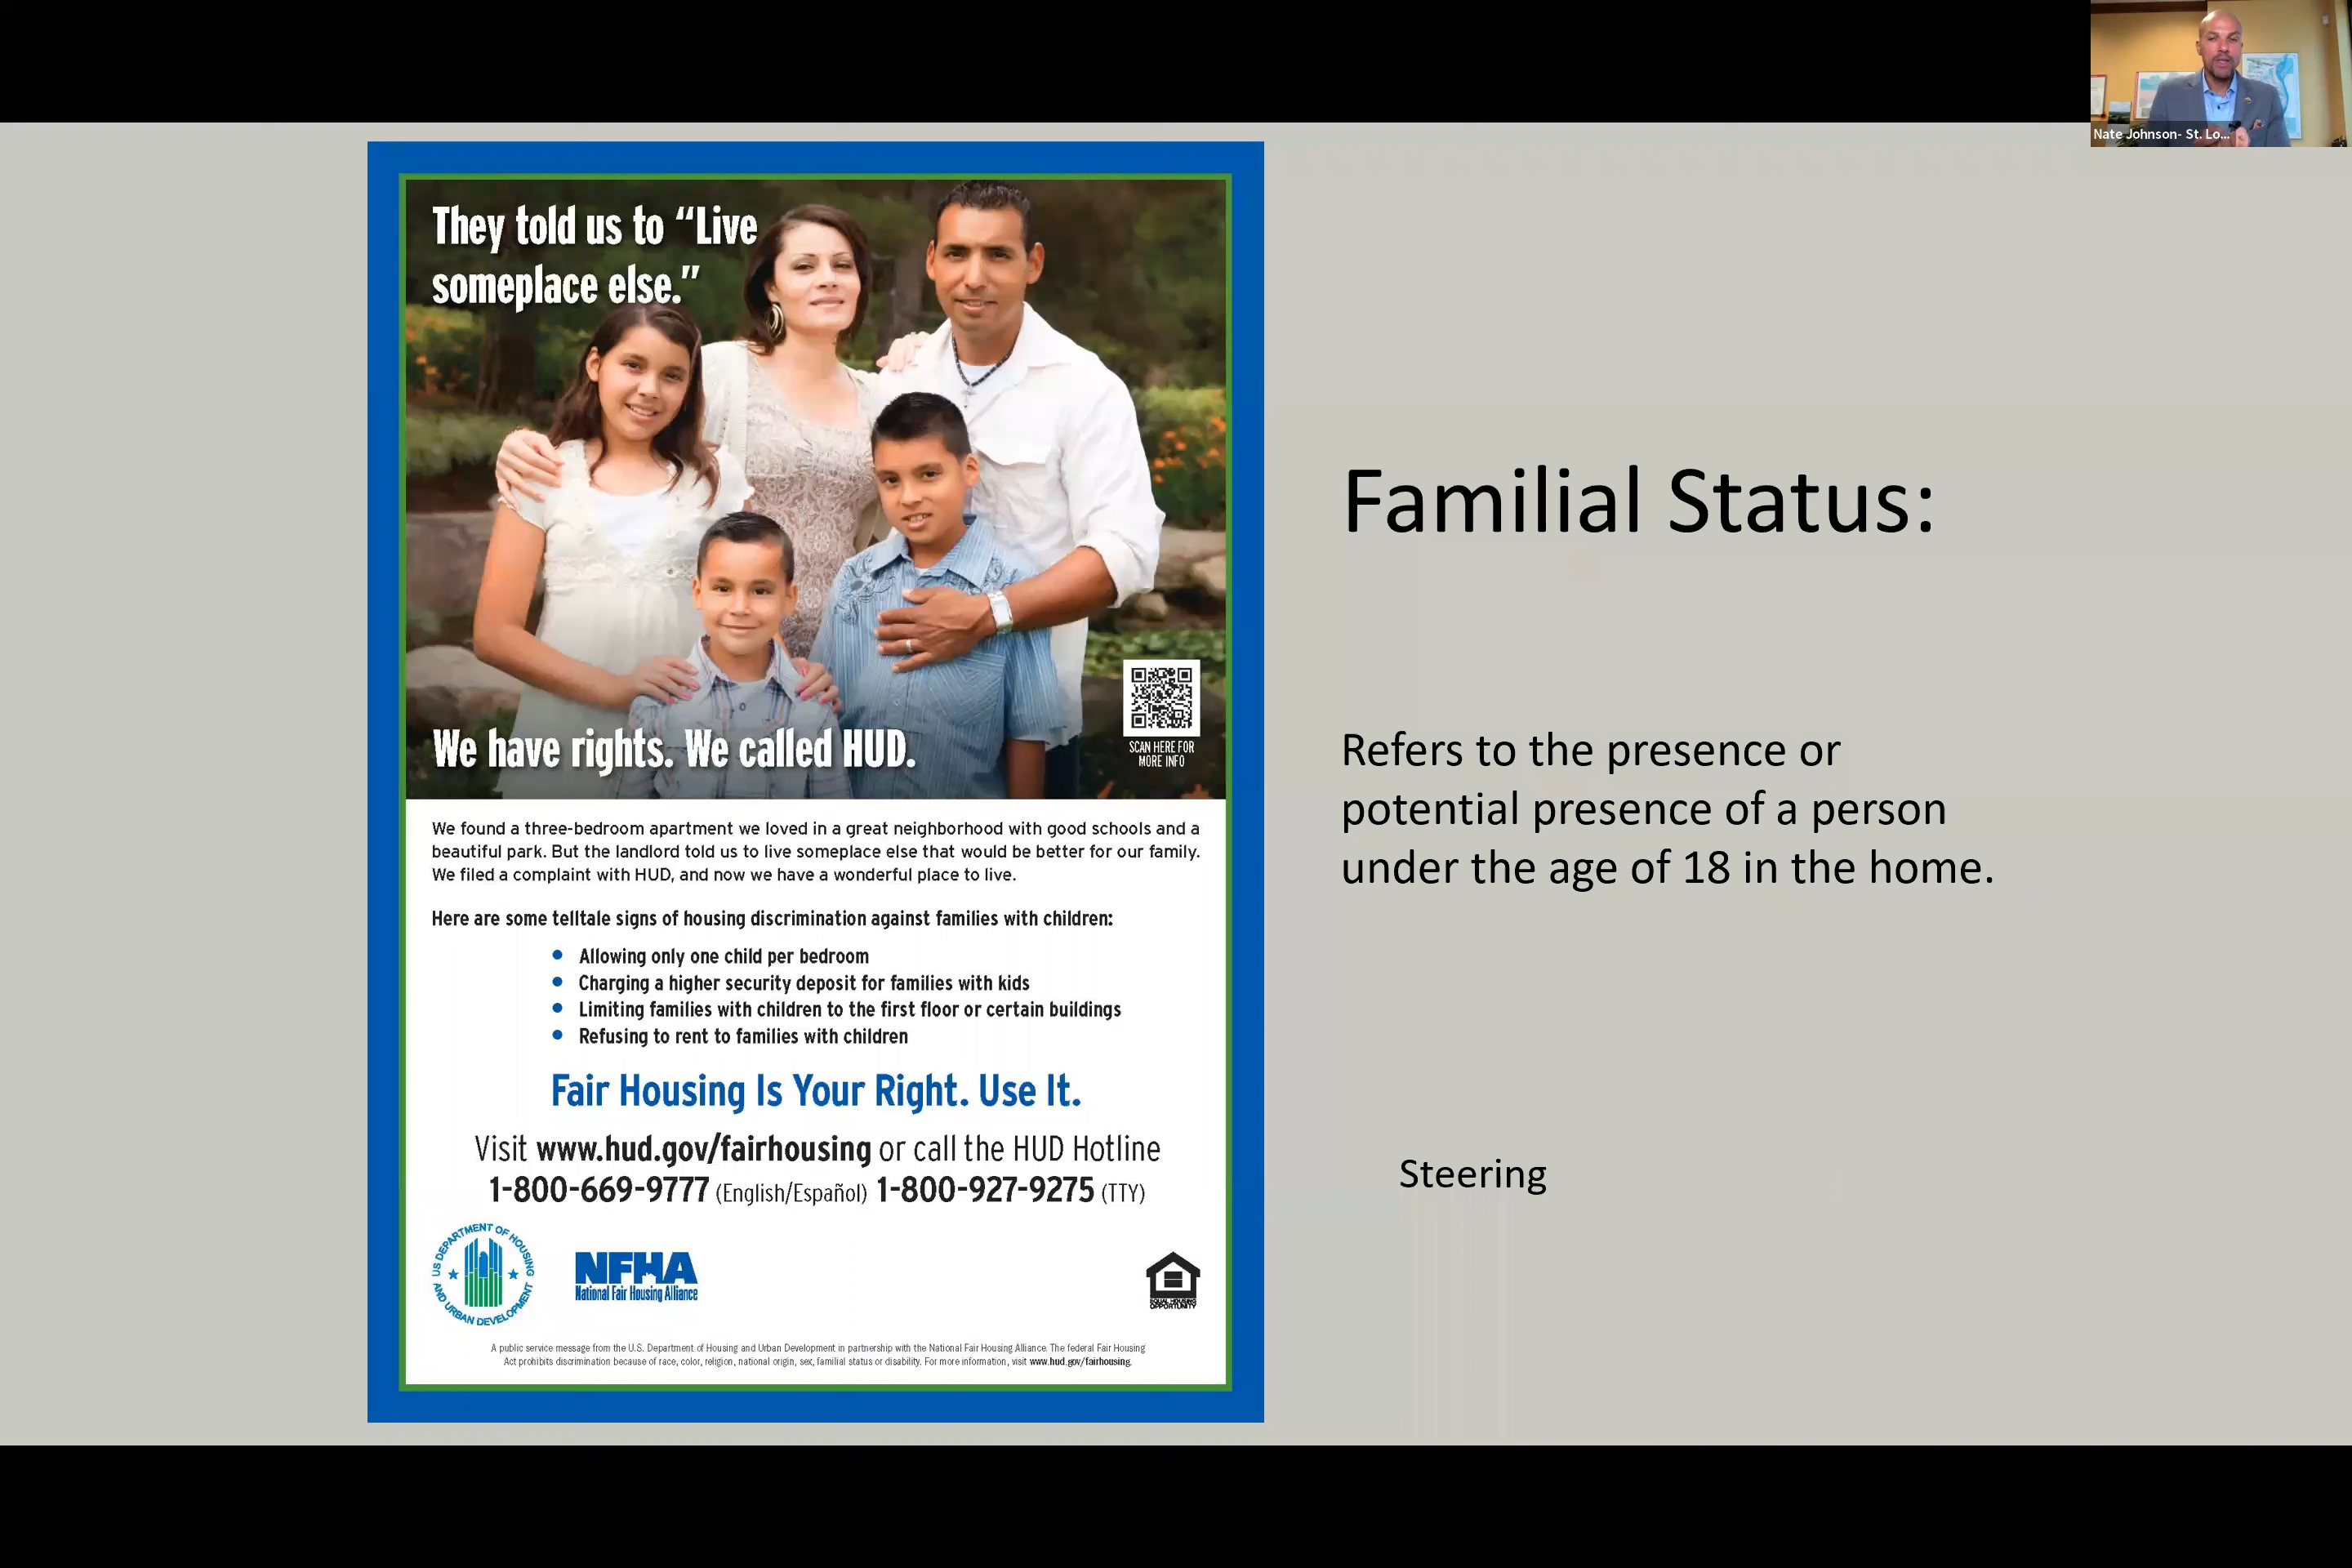 Nate Johnson- St. Lo...
They told us to “Live
someplace else.”
We have rights. We called HUD.
SCAN HERE FOR
MORE INFO
We found a three-bedroom apartment we loved in a great neighborhood with good schools and a
beautiful park. But the landlord told us to live someplace else that would be better for our family.
We filed a complaint with HUD, and now we have a wonderful place to live.
Here are some telltale signs of housing discrimination against families with children:
• Allowing only one child per bedroom
• Charging a higher security deposit for families with kids
• Limiting families with children to the first floor or certain buildings
• Refusing to rent to families with children
Fair Housing Is Your Right. Use It.
Visit www.hud.gov/fairhousing or call the HUD Hotline
1-800-669-9777 (English/Español) 1-800-927-9275 (TTY)
US DEPARTMENT OF HOUSING
AND URBAN DEVELOPMENT
NFHA
National Fair Housing Alliance
EQUAL HOUSING
OPPORTUNITY
A public service message from the U.S. Department of Housing and Urban Development in partnership with the National Fair Housing Alliance. The federal Fair Housing
Act prohibits discrimination because of race, color, religion, national origin, sex, familial status or disability. For more information, visit www.hud.gov/fairhousing.
Familial Status:
Refers to the presence or
potential presence of a person
under the age of 18 in the home.
Steering